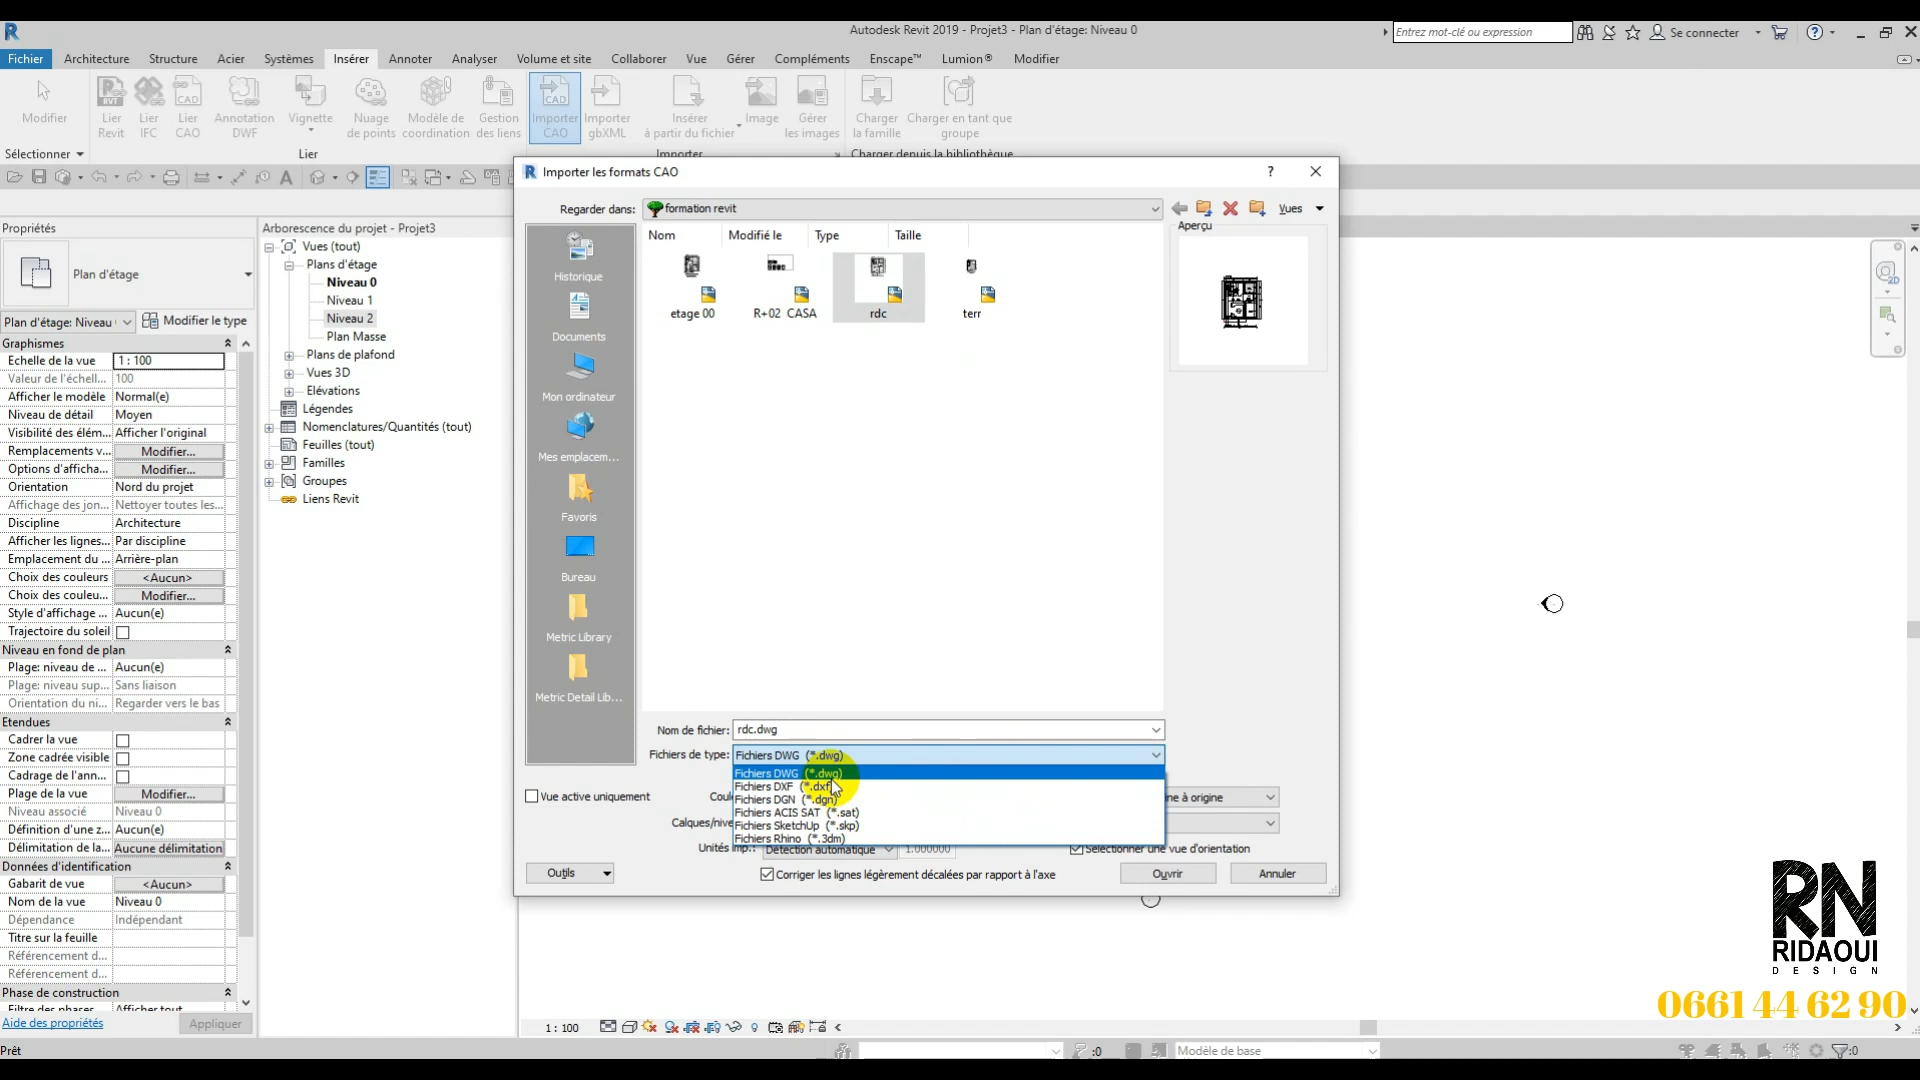 Autodesk Revit 2019 - Projet3 - Plan d'étage: Niveau 0
Entrez mot-clé ou expression
Se connecter
Fichier Architecture Structure Acier Systèmes Insérer Annoter Analyser Volume et site Collaborer Vue Gérer Compléments Enscape™ Lumion® Modifier
Modifier
Lier Revit
Lier IFC
Lier CAO
Annotation DWF
Vignette
Nuage de points
Modèle de coordination
Gestion des liens
Importer CAO
Importer gbXML
Insérer à partir du fichier
Image
Gérer les images
Charger la famille
Charger en tant que groupe
Sélectionner
Lier
Importer
Charger depuis la bibliothèque
Propriétés
Plan d'étage
Plan d'étage: Niveau
Modifier le type
Graphismes
Echelle de la vue 1 : 100
Valeur de l'échell... 100
Afficher le modèle Normal(e)
Niveau de détail Moyen
Visibilité des élém... Afficher l'original
Remplacements v... Modifier...
Options d'afficha... Modifier...
Orientation Nord du projet
Affichage des jon... Nettoyer toutes les...
Discipline Architecture
Afficher les lignes... Par discipline
Emplacement du ... Arrière-plan
Choix des couleurs <Aucun>
Choix des couleu... Modifier...
Style d'affichage ... Aucun(e)
Trajectoire du soleil
Niveau en fond de plan
Plage: niveau de ... Aucun(e)
Plage: niveau sup... Sans liaison
Orientation du ni... Regarder vers le bas
Etendues
Cadrer la vue
Zone cadrée visible
Cadrage de l'ann...
Plage de la vue Modifier...
Niveau associé Niveau 0
Définition d'une z... Aucun(e)
Délimitation de la... Aucune délimitation
Données d'identification
Gabarit de vue <Aucun>
Nom de la vue Niveau 0
Dépendance Indépendant
Titre sur la feuille
Référencement d...
Référencement d...
Phase de construction
Filtre des phases Afficher tout
Aide des propriétés
Appliquer
Prêt
Arborescence du projet - Projet3
Vues (tout)
Plans d'étage
Niveau 0
Niveau 1
Niveau 2
Plan Masse
Plans de plafond
Vues 3D
Elévations
Légendes
Nomenclatures/Quantités (tout)
Feuilles (tout)
Familles
Groupes
Liens Revit
Importer les formats CAO
?
Regarder dans: formation revit
Vues
Nom Modifié le Type Taille
Aperçu
Historique
Documents
Mon ordinateur
Mes emplacem...
Favoris
Bureau
Metric Library
Metric Detail Lib...
etage 00
R+02 CASA
rdc
terr
Nom de fichier: rdc.dwg
Fichiers de type: Fichiers DWG (*.dwg)
Fichiers DWG (*.dwg)
Fichiers DXF (*.dxf)
Fichiers DGN (*.dgn)
Fichiers ACIS SAT (*.sat)
Fichiers SketchUp (*.skp)
Fichiers Rhino (*.3dm)
Vue active uniquement
Coul
ine à origine
Calques/nive
Unités imp.: Détection automatique 1.000000
Sélectionner une vue d'orientation
Corriger les lignes légèrement décalées par rapport à l'axe
Outils
Ouvrir
Annuler
1 : 100
:0
Modèle de base
:0
2D
RN
RIDAOUI
DESIGN
0661 44 62 90